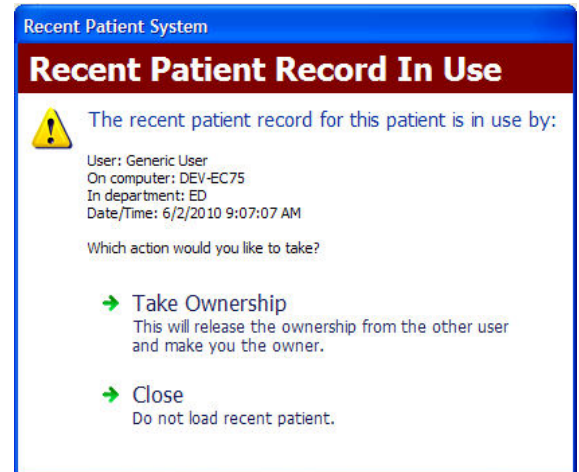 Recent Patient System
Recent Patient Record In Use
The recent patient record for this patient is in use by:
User: Generic User
On computer: DEV-EC75
In department: ED
Date/Time: 6/2/2010 9:07:07 AM
Which action would you like to take?
Take Ownership
This will release the ownership from the other user
and make you the owner.
Close
Do not load recent patient.